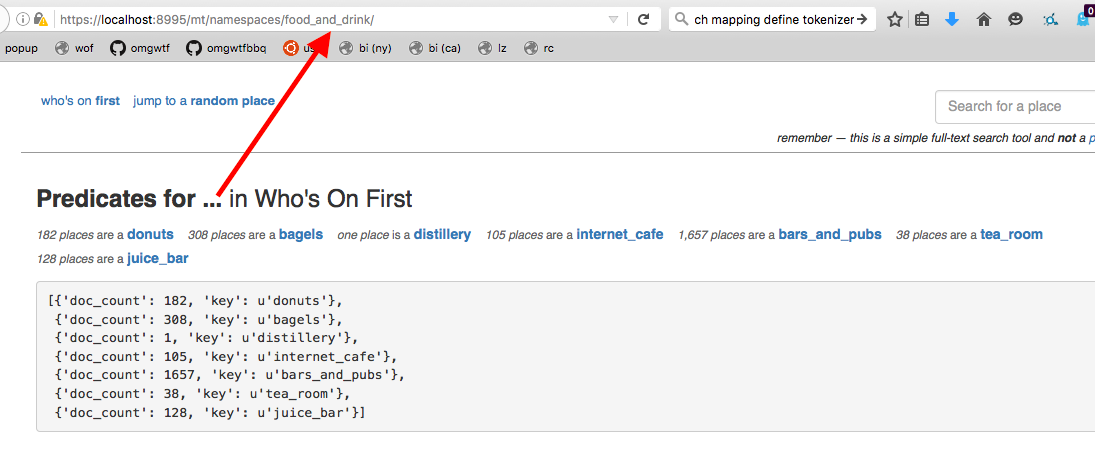 https://localhost:8995/mt/namespaces/food_and_drink/ ch mapping define tokenizer 0
popup wof omgwtf omgwtfbbq bi (ny) bi (ca) lz rc
who's on first jump to a random place Search for a place
remember — this is a simple full-text search tool and not a p
Predicates for ... in Who's On First
182 places are a donuts 308 places are a bagels one place is a distillery 105 places are a internet_cafe 1,657 places are a bars_and_pubs 38 places are a tea_room
128 places are a juice_bar
[{'doc_count': 182, 'key': u'donuts'},
{'doc_count': 308, 'key': u'bagels'},
{'doc_count': 1, 'key': u'distillery'},
{'doc_count': 105, 'key': u'internet_cafe'},
{'doc_count': 1657, 'key': u'bars_and_pubs'},
{'doc_count': 38, 'key': u'tea_room'},
{'doc_count': 128, 'key': u'juice_bar'}]